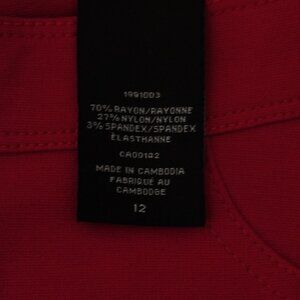 1991003
70% RAYON/RAYONNE
27% NYLON/NYLON
3% SPANDEX/SPANDEX
ELASTHANNE
CA00142
MADE IN CAMBODIA
FABRIQUÉ AU
CAMBODGE
12